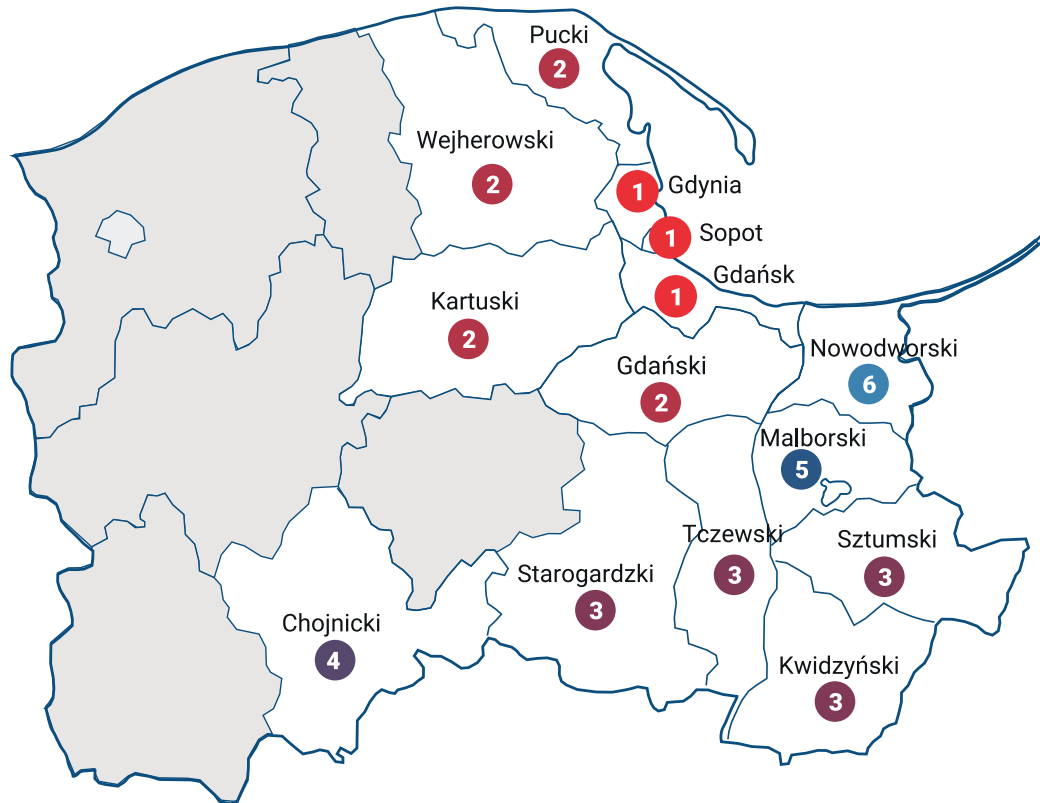 Pucki
2
Wejherowski
2
Gdynia
1
Sopot
1
Gdańsk
1
Kartuski
2
Gdański
2
Nowodworski
6
Malborski
5
Tczewski
3
Sztumski
3
Starogardzki
3
Chojnicki
4
Kwidzyński
3